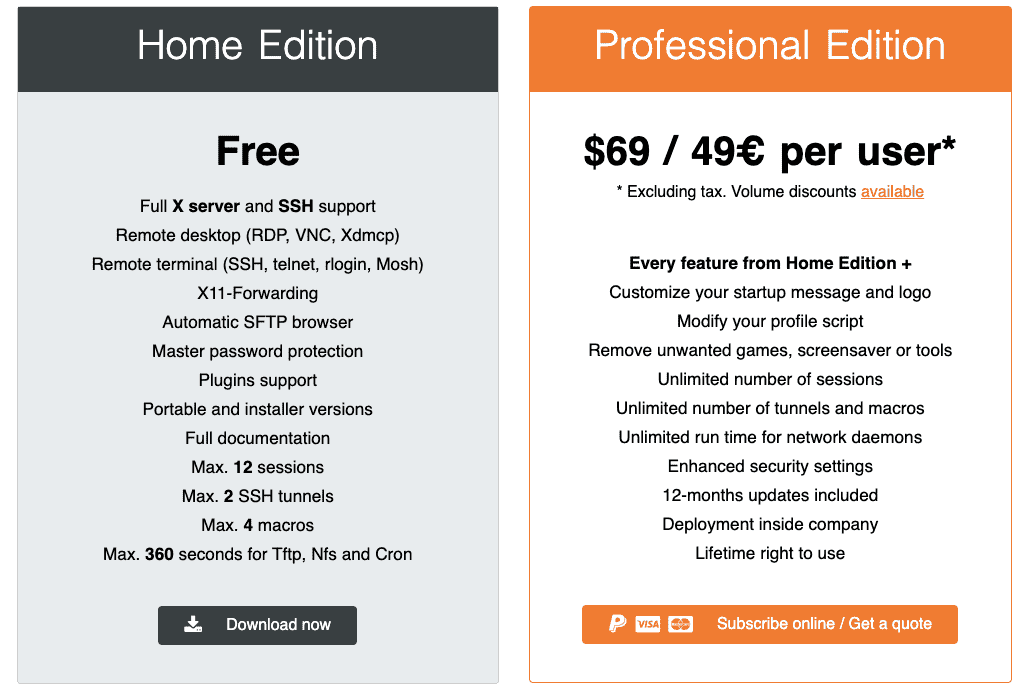 Home Edition
Free
Full X server and SSH support
Remote desktop (RDP, VNC, Xdmcp)
Remote terminal (SSH, telnet, rlogin, Mosh)
X11-Forwarding
Automatic SFTP browser
Master password protection
Plugins support
Portable and installer versions
Full documentation
Max. 12 sessions
Max. 2 SSH tunnels
Max. 4 macros
Max. 360 seconds for Tftp, Nfs and Cron
Download now
Professional Edition
$69 / 49€ per user*
* Excluding tax. Volume discounts available
Every feature from Home Edition +
Customize your startup message and logo
Modify your profile script
Remove unwanted games, screensaver or tools
Unlimited number of sessions
Unlimited number of tunnels and macros
Unlimited run time for network daemons
Enhanced security settings
12-months updates included
Deployment inside company
Lifetime right to use
VISA Subscribe online / Get a quote